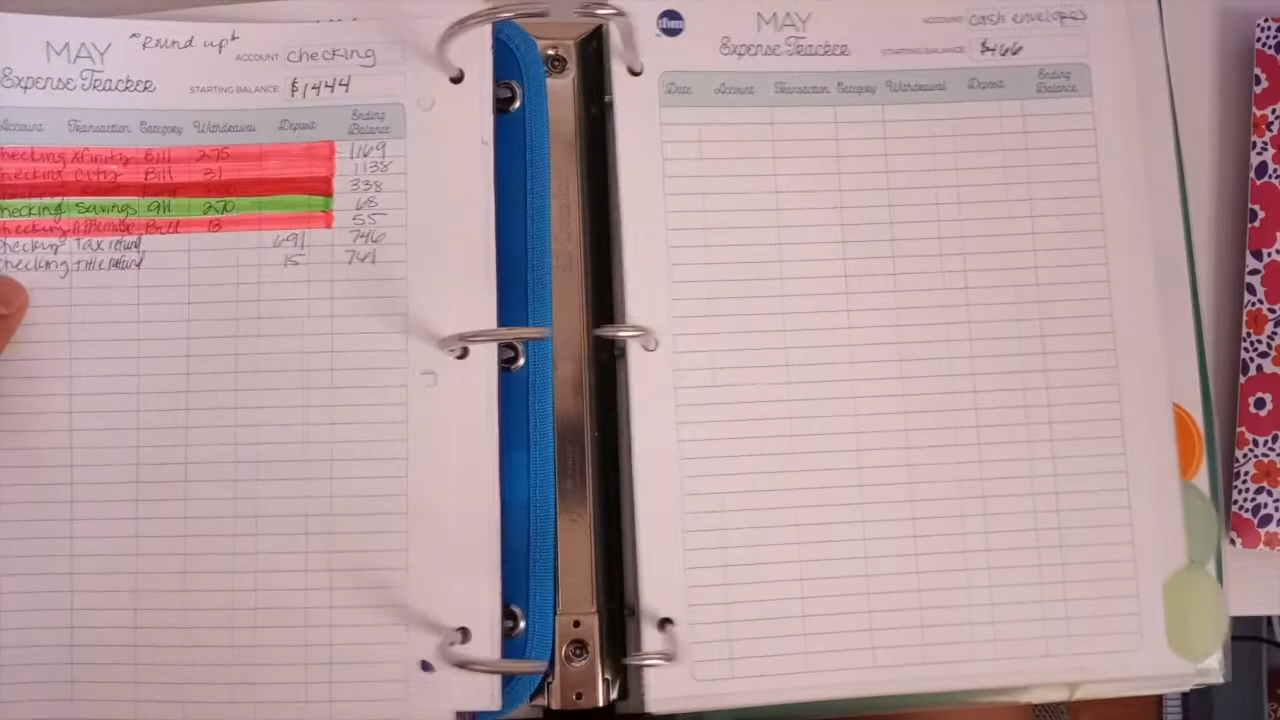 MAY
"Round up"
Expense Tracker
ACCOUNT: checking
STARTING BALANCE: $1444
Account Transaction Category Withdrawal Deposit Ending Balance
checking xfinity Bill 275 1169
checking City Bill 31 1138
checking 338
checking Savings 911 270 68
checking Bill 13 55
checking Tax refund 691 746
checking Title refund 15 761
MAY
Expense Tracker
ACCOUNT: cash envelopes
STARTING BALANCE: $466
Date Account Transaction Category Withdrawal Deposit Ending Balance